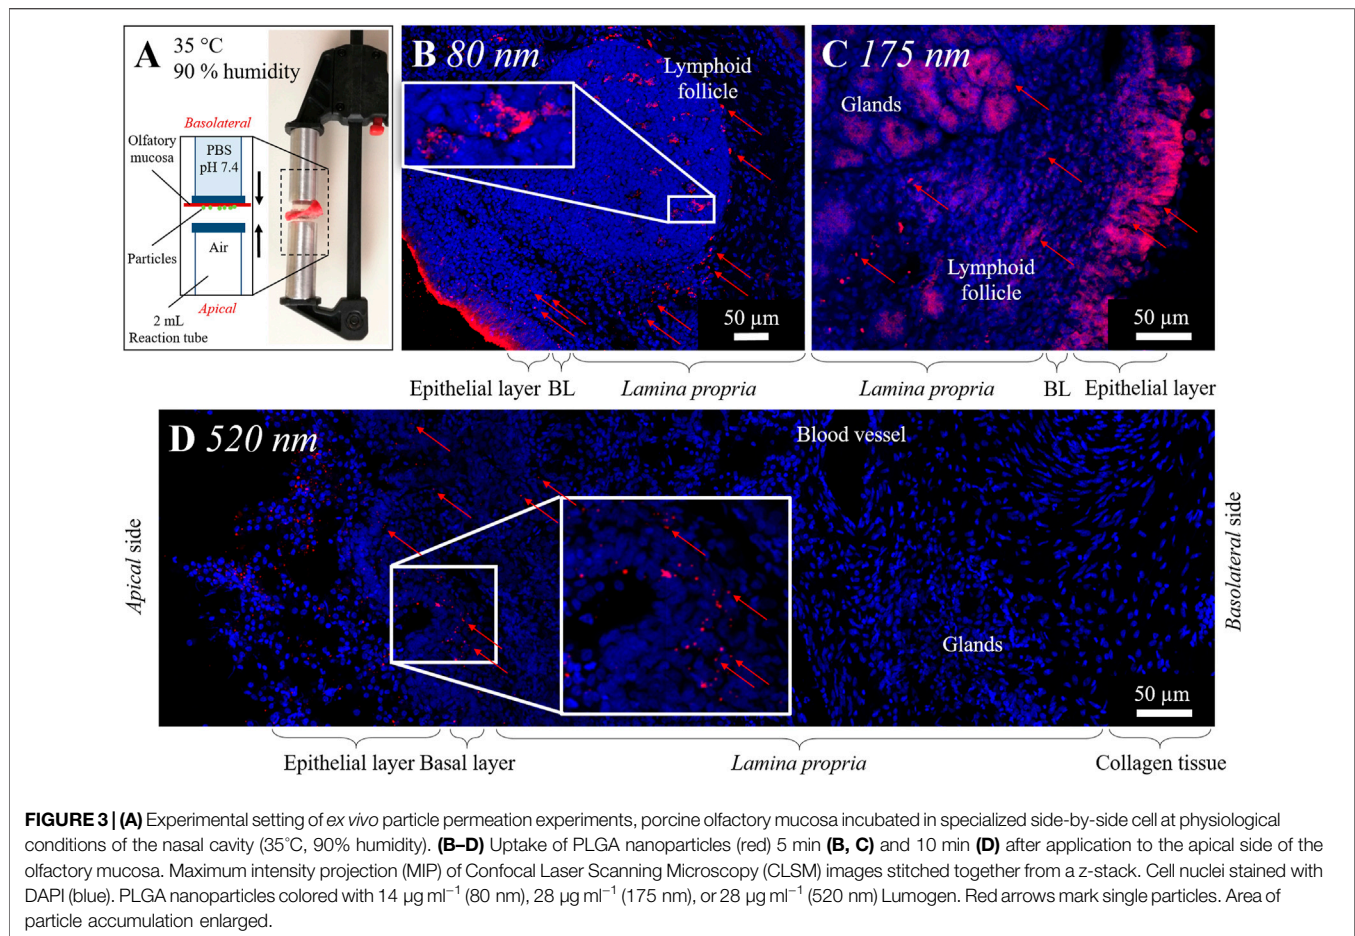 A
35 °C
90 % humidity
Basolateral
Olfatory
mucosa
PBS
pH 7.4
Particles
Air
Apical
2 mL
Reaction tube
B 80 nm
Lymphoid
follicle
50 µm
C 175 nm
Glands
Lymphoid
follicle
50 µm
Epithelial layer BL Lamina propria
Lamina propria BL Epithelial layer
D 520 nm
Blood vessel
Apical side
Basolateral side
Glands
50 µm
Epithelial layer Basal layer Lamina propria Collagen tissue
FIGURE 3 | (A) Experimental setting of ex vivo particle permeation experiments, porcine olfactory mucosa incubated in specialized side-by-side cell at physiological
conditions of the nasal cavity (35°C, 90% humidity). (B–D) Uptake of PLGA nanoparticles (red) 5 min (B, C) and 10 min (D) after application to the apical side of the
olfactory mucosa. Maximum intensity projection (MIP) of Confocal Laser Scanning Microscopy (CLSM) images stitched together from a z-stack. Cell nuclei stained with
DAPI (blue). PLGA nanoparticles colored with 14 µg ml⁻¹ (80 nm), 28 µg ml⁻¹ (175 nm), or 28 µg ml⁻¹ (520 nm) Lumogen. Red arrows mark single particles. Area of
particle accumulation enlarged.